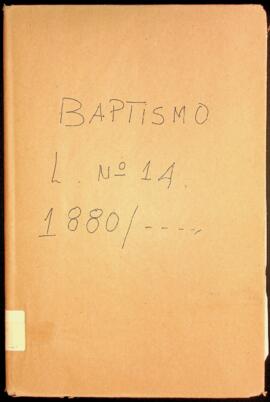 BAPTISMO
L. Nº 14.
1880/-----